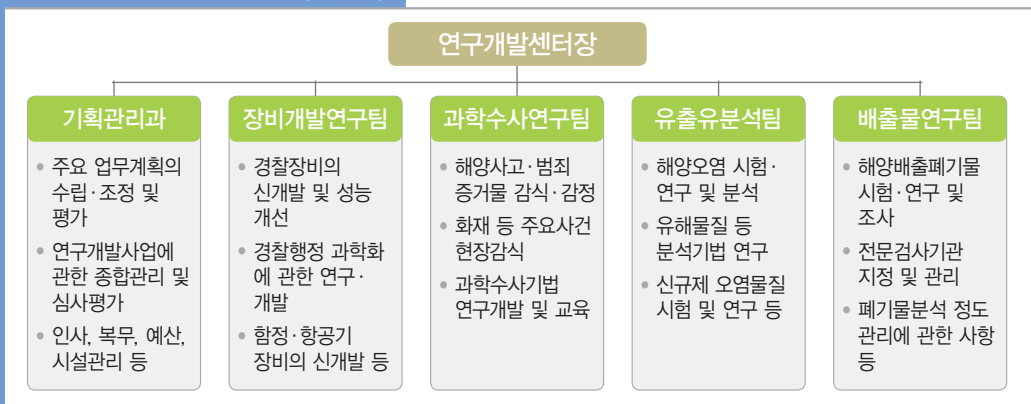 연구개발센터장
기획관리과
• 주요 업무계획의
수립·조정 및
평가
• 연구개발사업에
관한 종합관리 및
심사평가
• 인사, 복무, 예산,
시설관리 등
장비개발연구팀
• 경찰장비의
신개발 및 성능
개선
• 경찰행정 과학화
에 관한 연구·
개발
• 함정·항공기
장비의 신개발 등
과학수사연구팀
• 해양사고·범죄
증거물 감식·감정
• 화재 등 주요사건
현장감식
• 과학수사기법
연구개발 및 교육
유출유분석팀
• 해양오염 시험·
연구 및 분석
• 유해물질 등
분석기법 연구
• 신규제 오염물질
시험 및 연구 등
배출물연구팀
• 해양배출폐기물
시험·연구 및
조사
• 전문검사기관
지정 및 관리
• 폐기물분석 정도
관리에 관한 사항
등